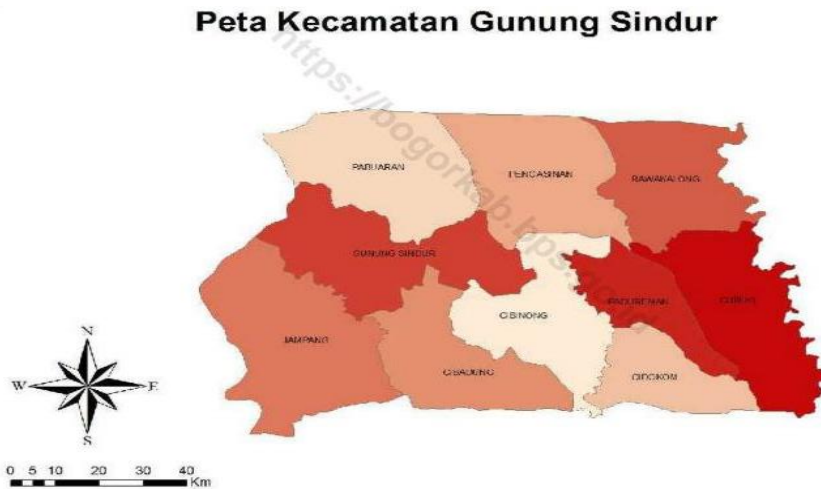 Peta Kecamatan Gunung Sindur
https://bogorkab.bps.go.id
PABUARAN
PENGASINAN
RAWAKALONG
GUNUNG SINDUR
CIBINONG
PADURENAN
JAMPANG
CIBADUNG
CIDOKOM
N
W E
S
0 5 10 20 30 40
Km